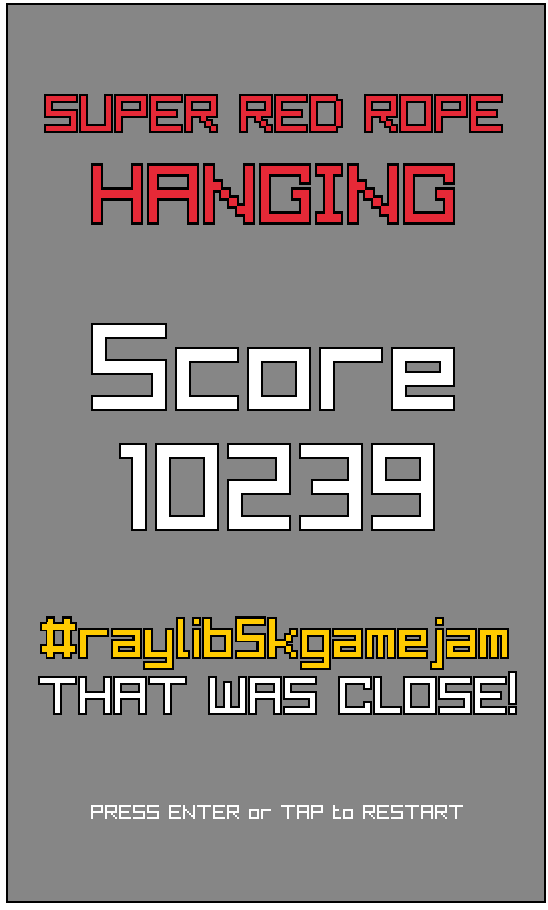 SUPER RED ROPE
HANGING
Score
10239
#raylib5kgamejam
THAT WAS CLOSE!
PRESS ENTER or TAP to RESTART